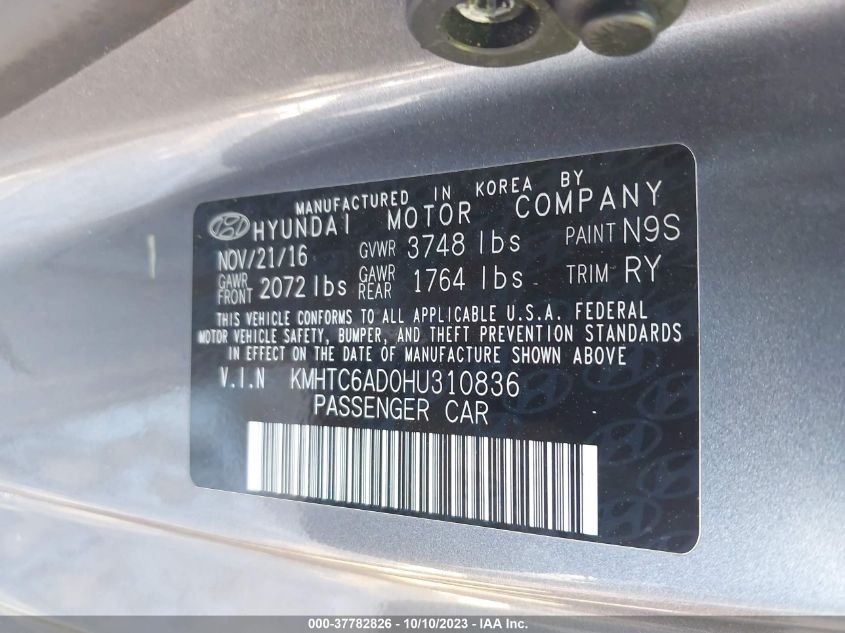 MANUFACTURED IN KOREA BY
HYUNDAI MOTOR COMPANY
NOV/21/16 GVWR 3748 lbs PAINT N9S
GAWR FRONT 2072 lbs GAWR REAR 1764 lbs TRIM RY
THIS VEHICLE CONFORMS TO ALL APPLICABLE U.S.A. FEDERAL
MOTOR VEHICLE SAFETY, BUMPER, AND THEFT PREVENTION STANDARDS
IN EFFECT ON THE DATE OF MANUFACTURE SHOWN ABOVE
V.I.N KMHTC6AD0HU310836
PASSENGER CAR
000-37782826 - 10/10/2023 - IAA Inc.